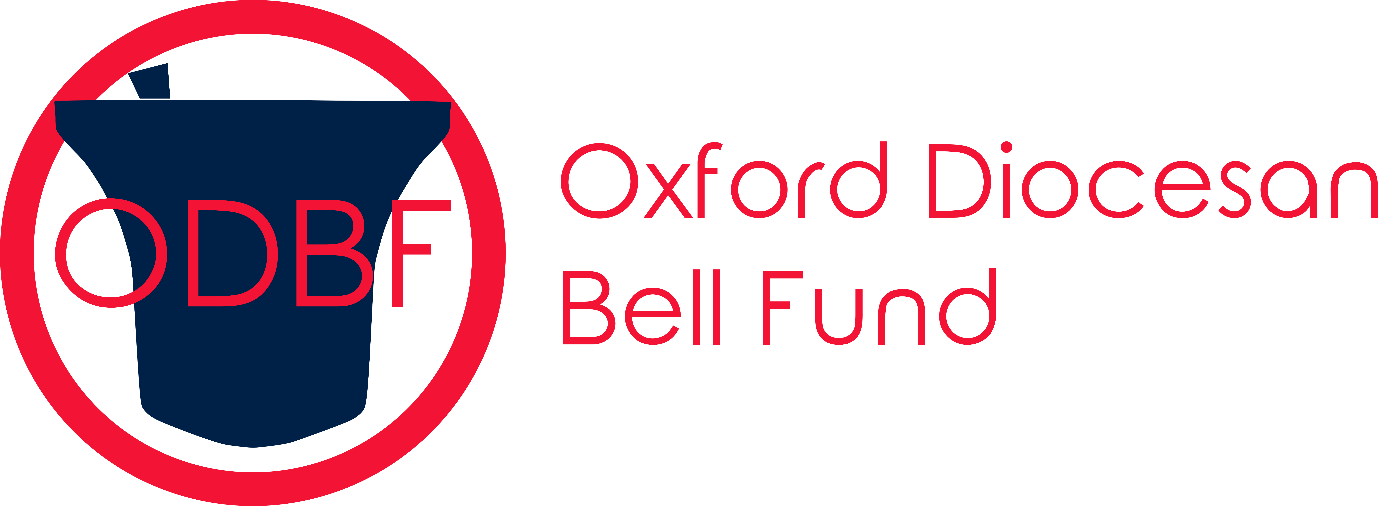 ODBF
Oxford Diocesan
Bell Fund